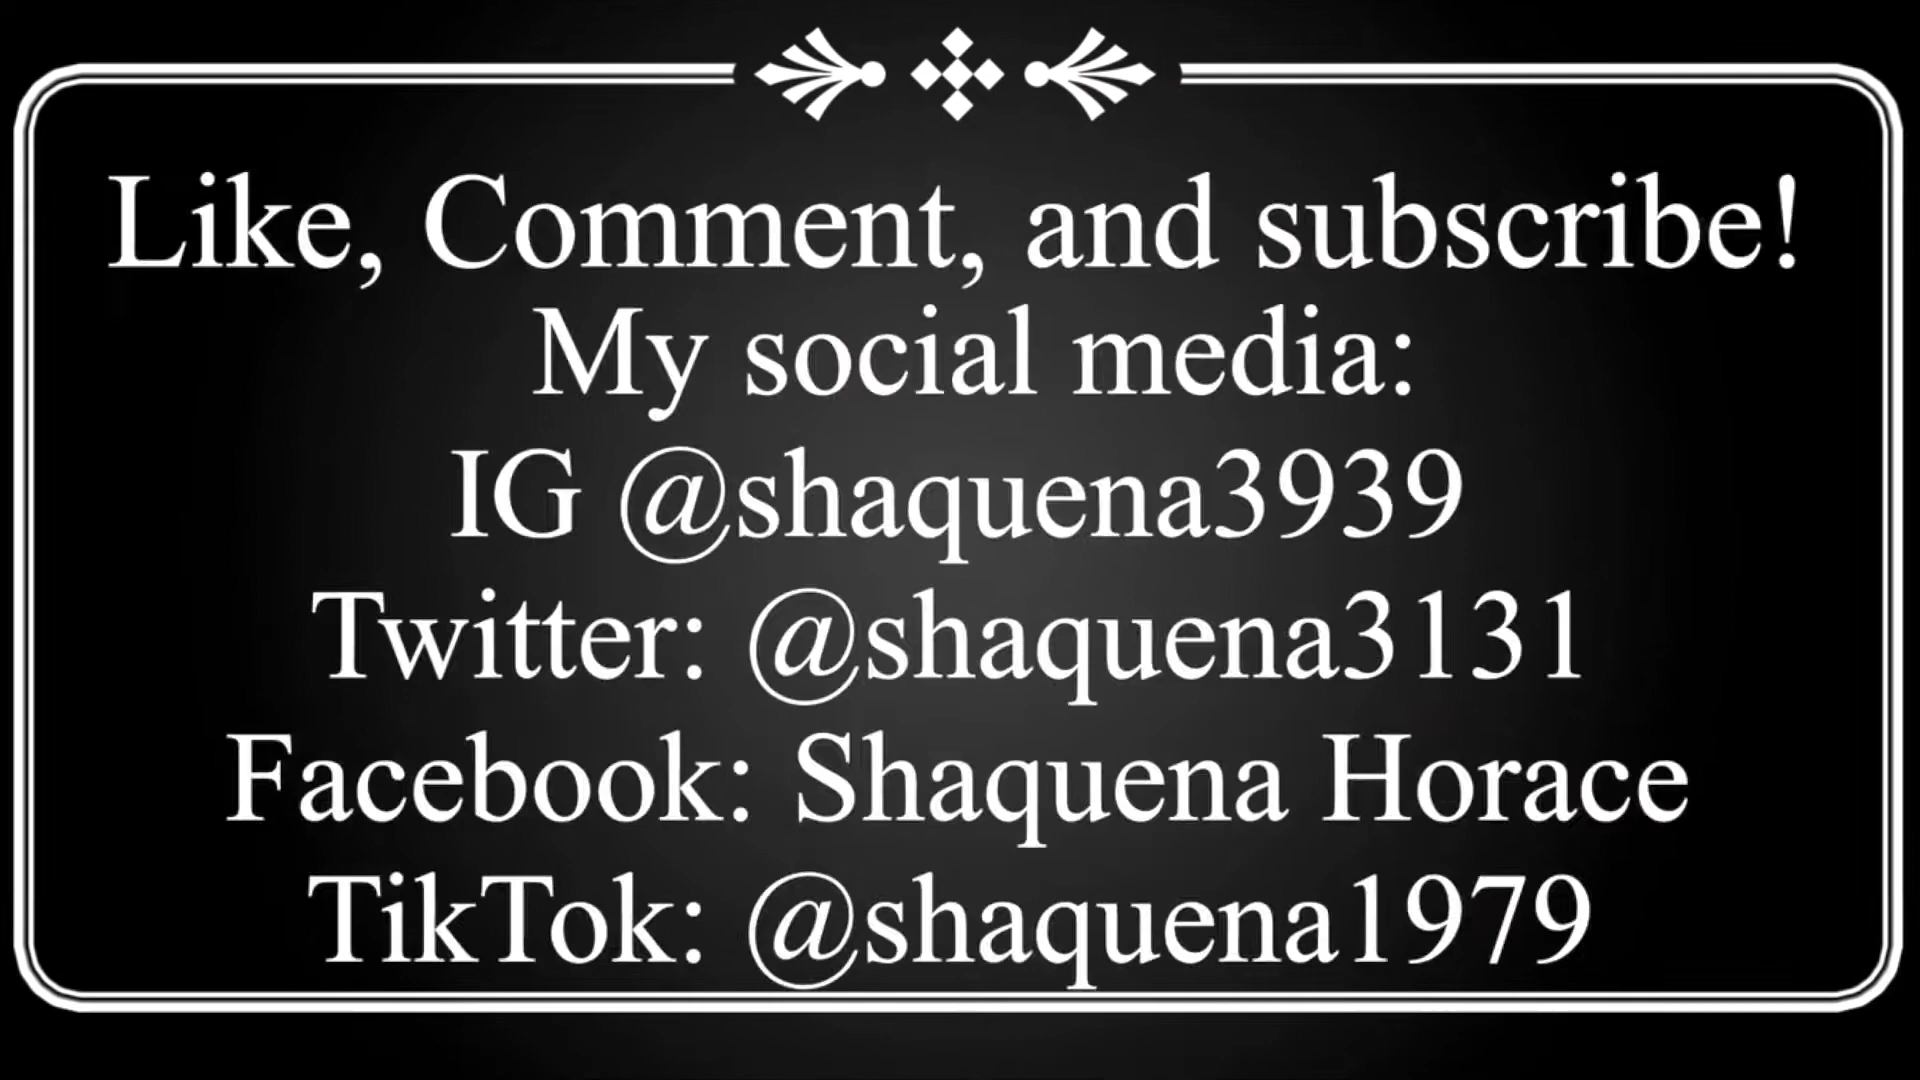 Like, Comment, and subscribe!
My social media:
IG @shaquena3939
Twitter: @shaquena3131
Facebook: Shaquena Horace
TikTok: @shaquena1979